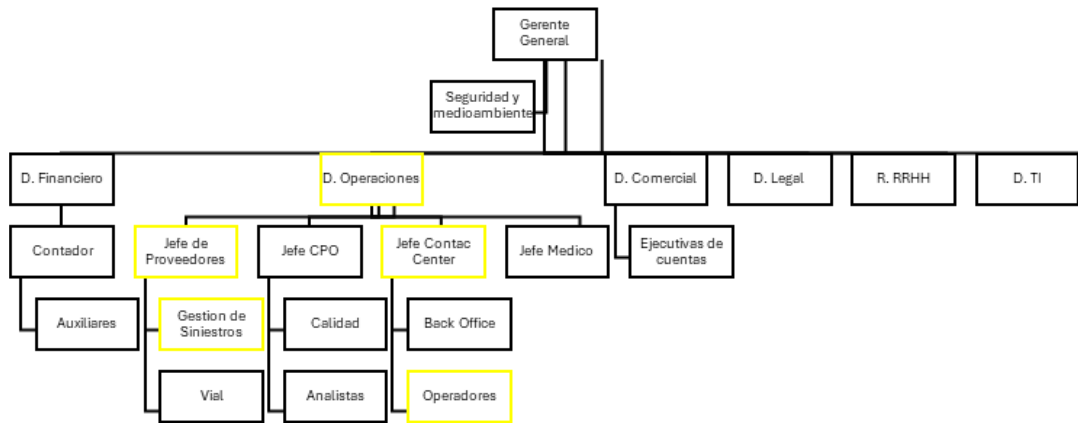 Gerente
General
Seguridad y
medioambiente
D. Financiero
D. Operaciones
D. Comercial
D. Legal
R. RRHH
D. TI
Contador
Jefe de
Proveedores
Jefe CPO
Jefe Contac
Center
Jefe Medico
Ejecutivas de
cuentas
Auxiliares
Gestion de
Siniestros
Calidad
Back Office
Vial
Analistas
Operadores